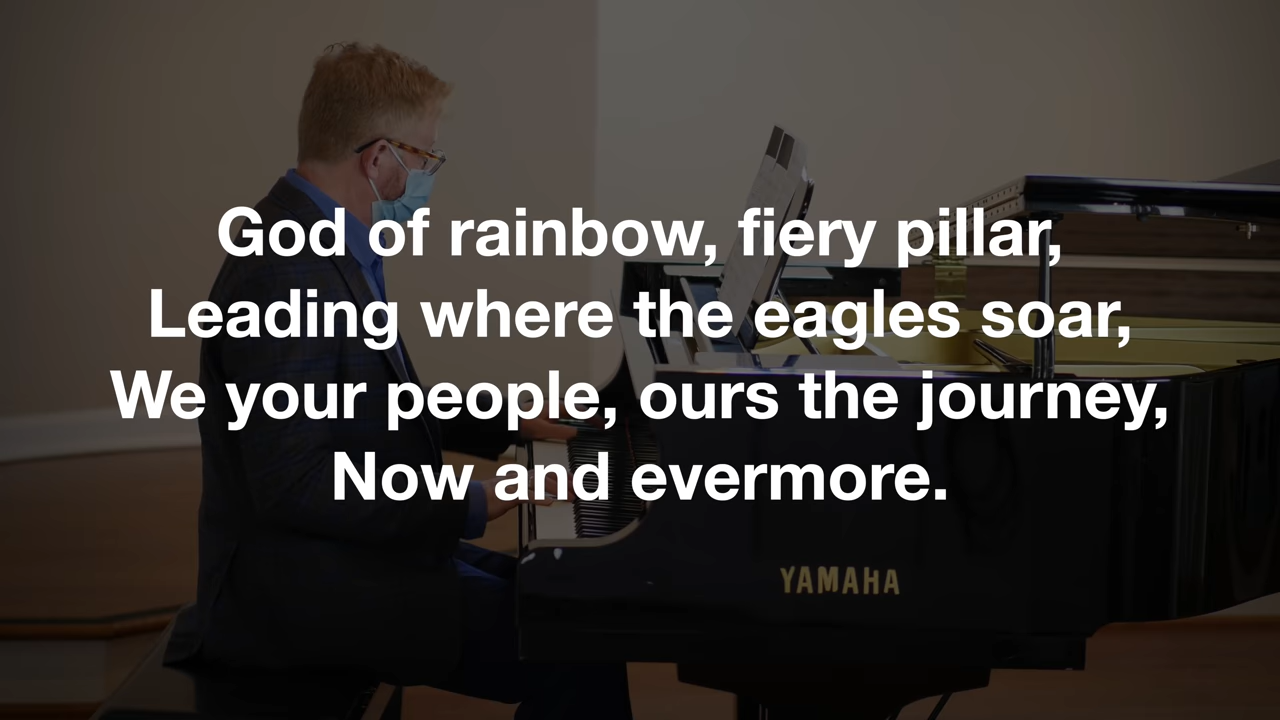 God of rainbow, fiery pillar,
Leading where the eagles soar,
We your people, ours the journey,
Now and evermore.
YAMAHA